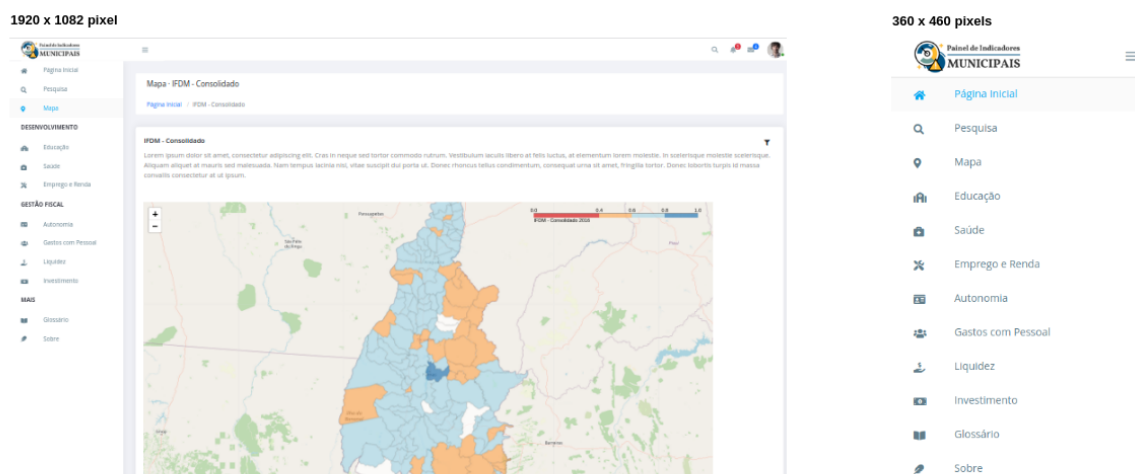 1920 x 1082 pixel
Painel de Indicadores
MUNICIPAIS
Página Inicial
Pesquisa
Mapa
DESENVOLVIMENTO
Educação
Saúde
Emprego e Renda
GESTÃO FISCAL
Autonomia
Gastos com Pessoal
Liquidez
Investimento
MAIS
Glossário
Sobre
Mapa - IFDM - Consolidado
Página Inicial / IFDM - Consolidado
IFDM - Consolidado
Lorem ipsum dolor sit amet, consectetur adipiscing elit. Cras in neque sed tortor commodo rutrum. Vestibulum iaculis libero at felis luctus, at elementum lorem molestie. In scelerisque molestie scelerisque.
Aliquam aliquet at mauris sed malesuada. Nam tempus lacinia nisl, vitae suscipit dui porta ut. Donec rhoncus tellus condimentum, consequat urna sit amet, fringilla tortor. Donec lobortis turpis id massa
convallis consectetur at ut ipsum.
+
−
0.0 0.4 0.6 0.8 1.0
IFDM - Consolidado 2016
360 x 460 pixels
Painel de Indicadores
MUNICIPAIS
Página Inicial
Pesquisa
Mapa
Educação
Saúde
Emprego e Renda
Autonomia
Gastos com Pessoal
Liquidez
Investimento
Glossário
Sobre